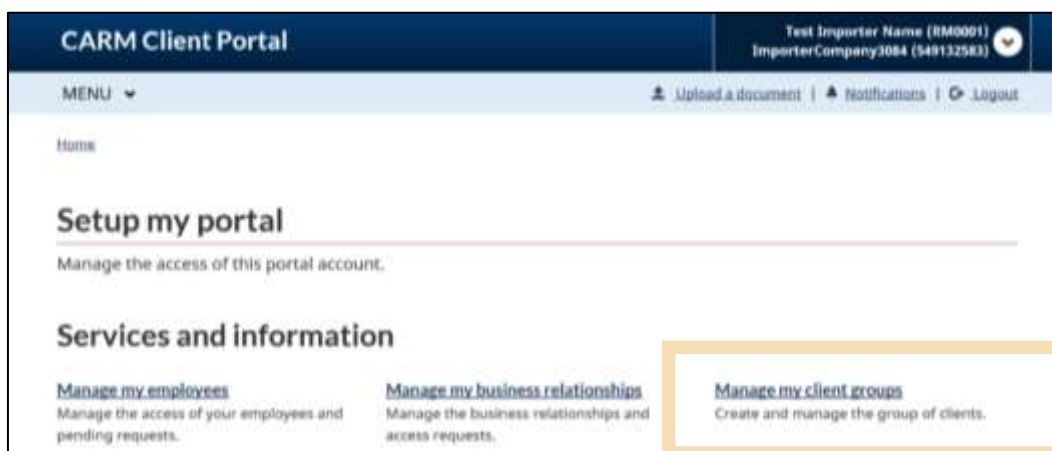 CARM Client Portal
Test Importer Name (RM0001)
ImporterCompany3084 (549132583)
MENU
Upload a document | Notifications | Logout
Home
Setup my portal
Manage the access of this portal account.
Services and information
Manage my employees
Manage the access of your employees and
pending requests.
Manage my business relationships
Manage the business relationships and
access requests.
Manage my client groups
Create and manage the group of clients.